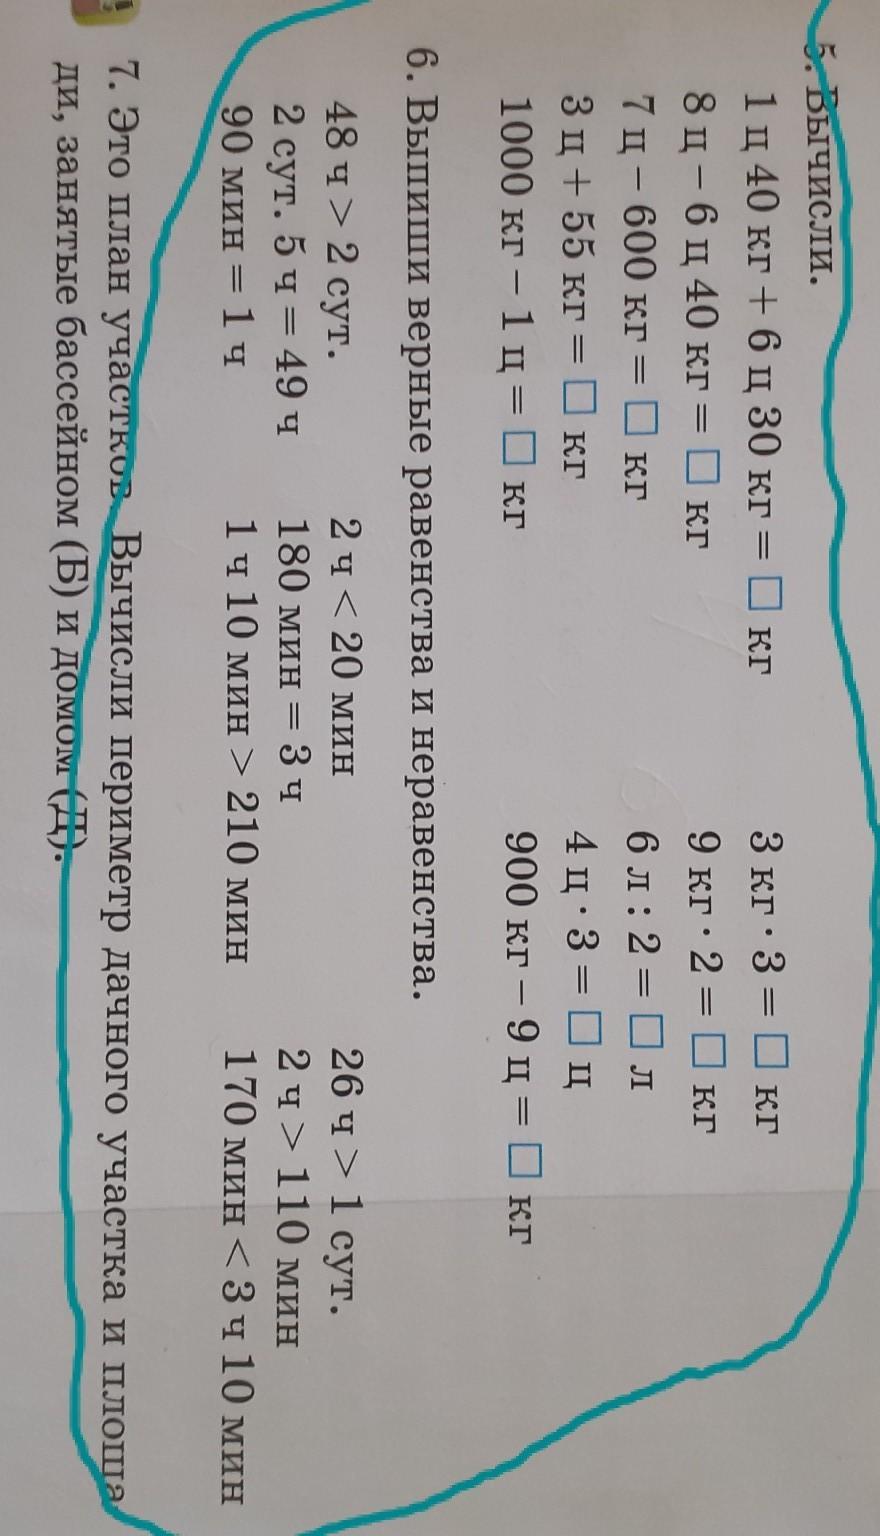 5. Вычисли.
1 ц 40 кг + 6 ц 30 кг = □ кг 3 кг · 3 = □ кг
8 ц − 6 ц 40 кг = □ кг 9 кг · 2 = □ кг
7 ц − 600 кг = □ кг 6 л : 2 = □ л
3 ц + 55 кг = □ кг 4 ц · 3 = □ ц
1000 кг − 1 ц = □ кг 900 кг − 9 ц = □ кг
6. Выпиши верные равенства и неравенства.
48 ч > 2 сут. 2 ч < 20 мин 26 ч > 1 сут.
2 сут. 5 ч = 49 ч 180 мин = 3 ч 2 ч > 110 мин
90 мин = 1 ч 1 ч 10 мин > 210 мин 170 мин < 3 ч 10 мин
7. Это план участков. Вычисли периметр дачного участка и площа
ди, занятые бассейном (Б) и домом (Д).